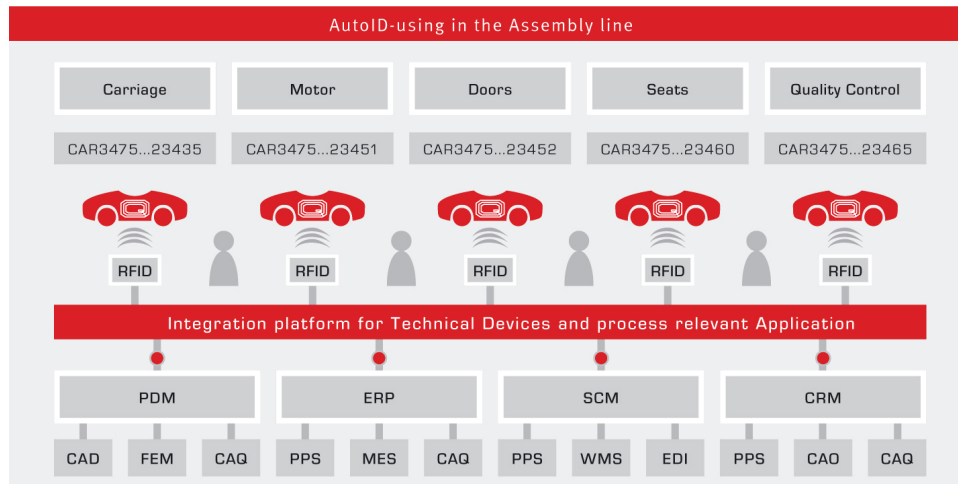 AutoID-using in the Assembly line
Carriage
Motor
Doors
Seats
Quality Control
CAR3475...23435
CAR3475...23451
CAR3475...23452
CAR3475...23460
CAR3475...23465
RFID
RFID
RFID
RFID
RFID
Integration platform for Technical Devices and process relevant Application
PDM
ERP
SCM
CRM
CAD
FEM
CAQ
PPS
MES
CAQ
PPS
WMS
EDI
PPS
CAO
CAQ